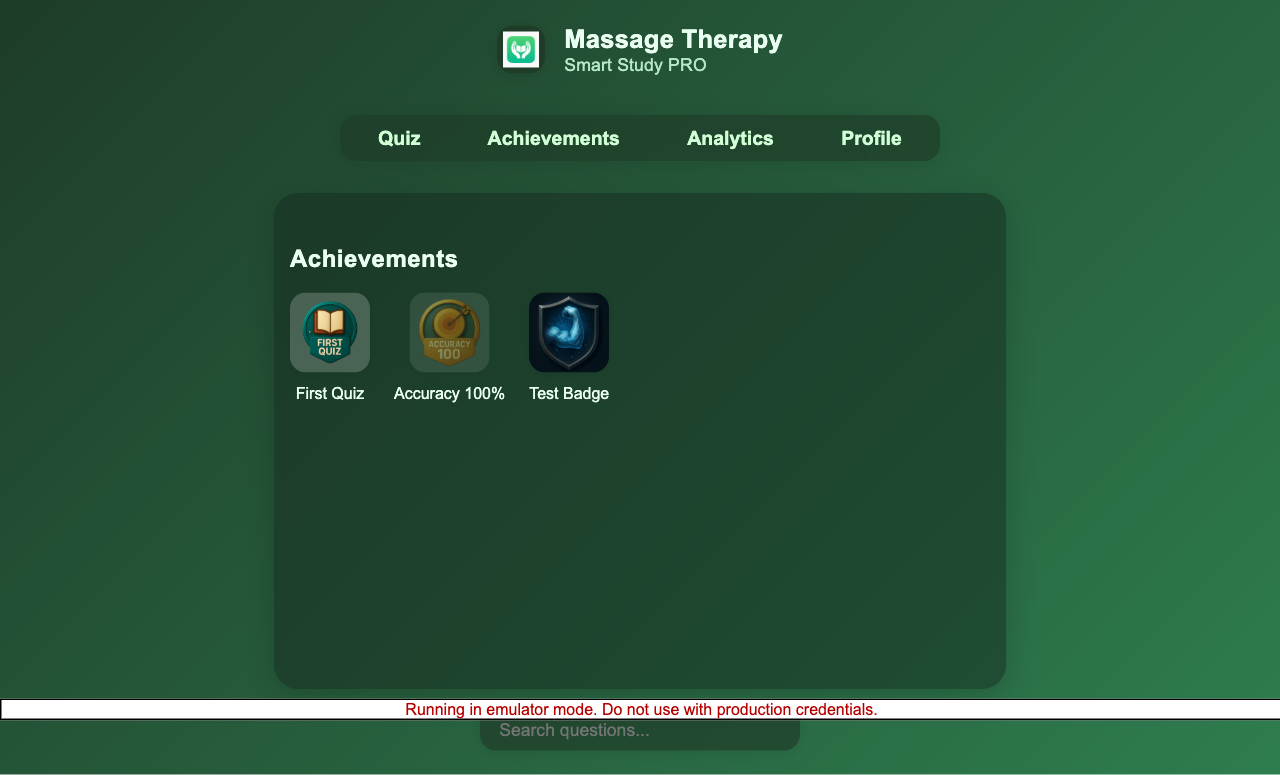 Massage Therapy
Smart Study PRO
Quiz Achievements Analytics Profile
Achievements
FIRST
QUIZ
ACCURACY
100
First Quiz Accuracy 100% Test Badge
Running in emulator mode. Do not use with production credentials.
Search questions...